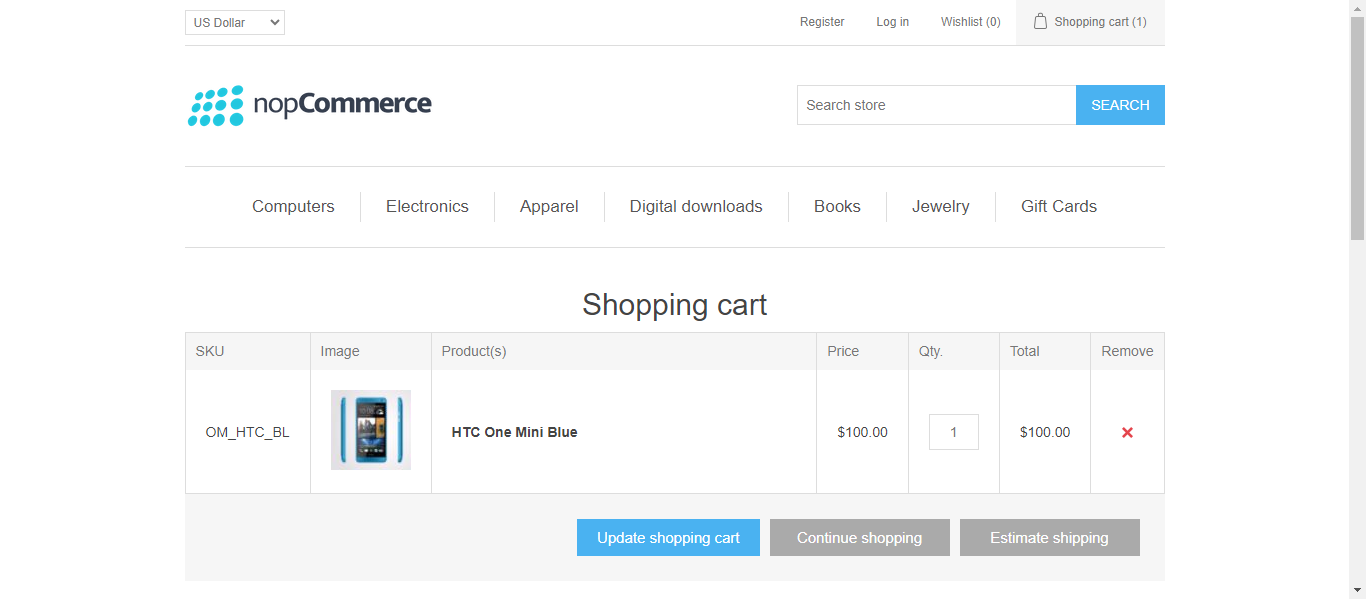 US Dollar Register Log in Wishlist (0) Shopping cart (1)
nopCommerce Search store SEARCH
Computers Electronics Apparel Digital downloads Books Jewelry Gift Cards
Shopping cart
SKU Image Product(s) Price Qty. Total Remove
OM_HTC_BL HTC One Mini Blue $100.00 1 $100.00
Update shopping cart Continue shopping Estimate shipping